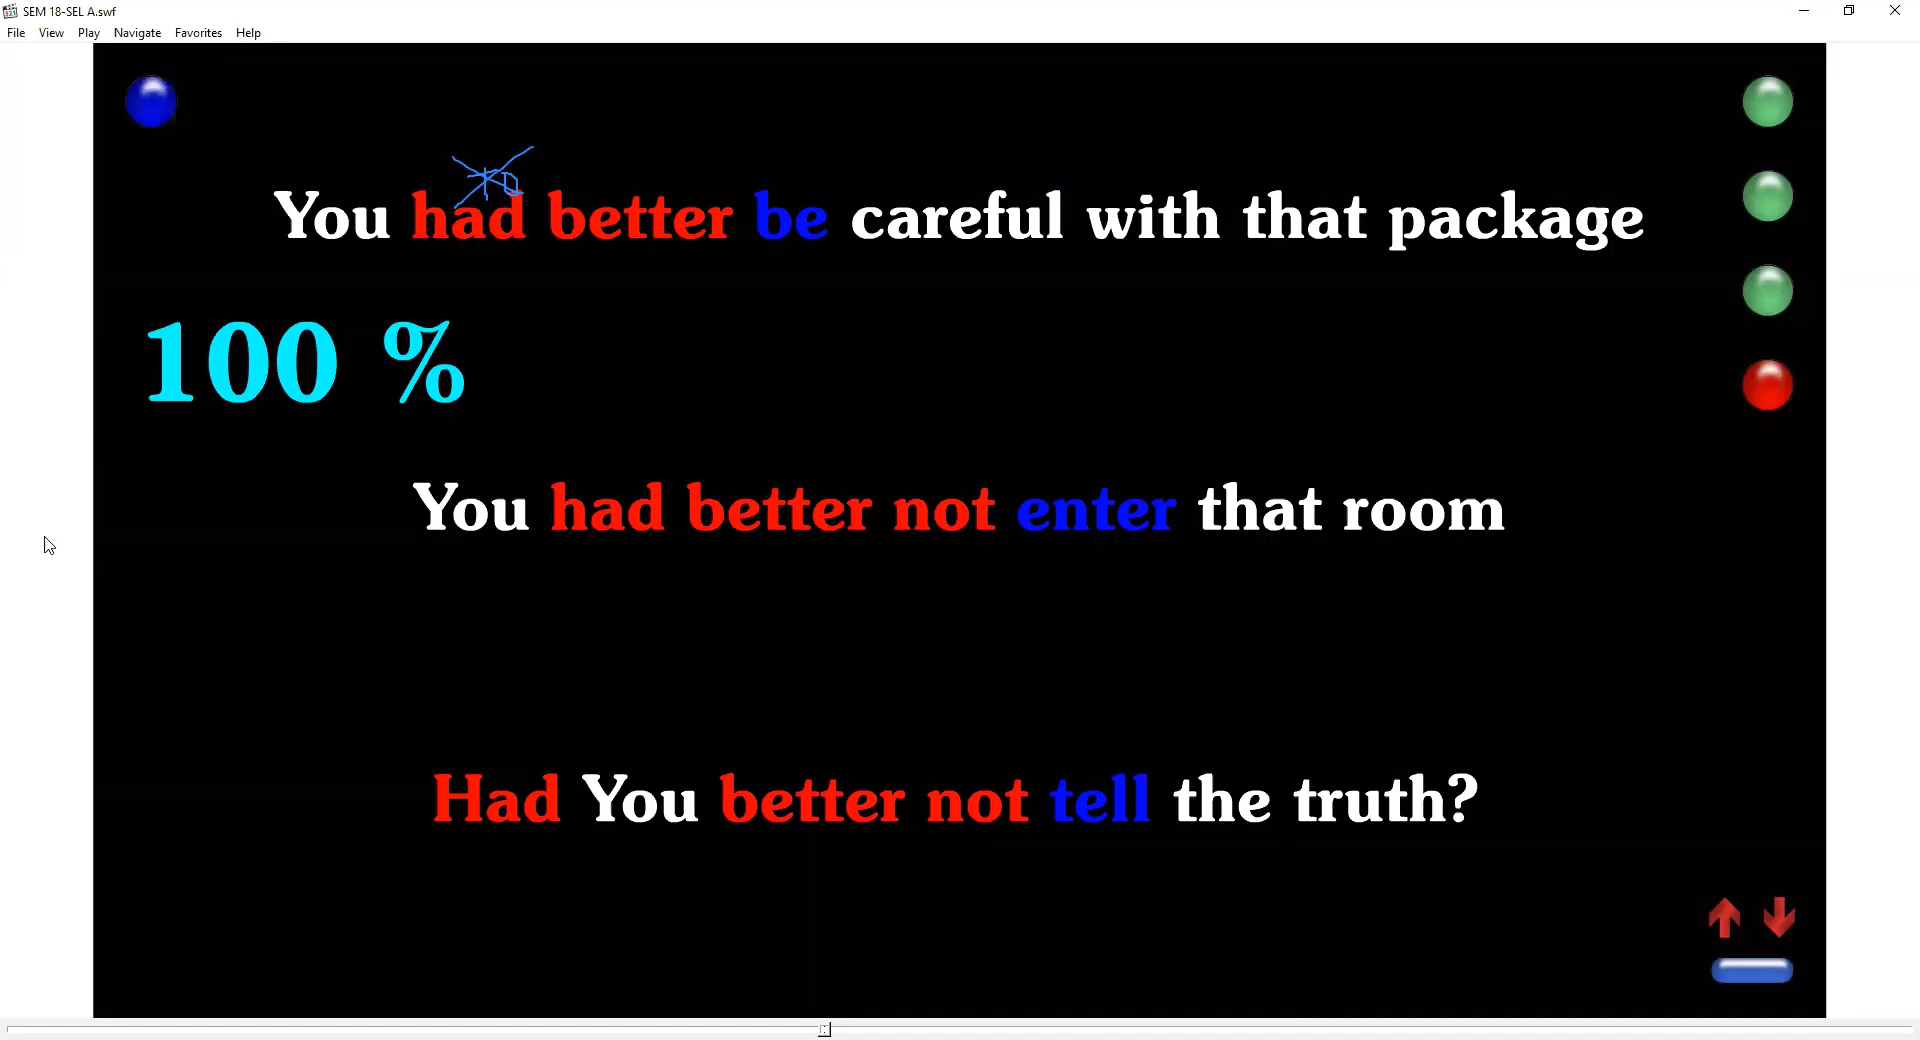 SEM 18-SEL A.swf
File View Play Navigate Favorites Help
to
You had better be careful with that package
100 %
You had better not enter that room
Had You better not tell the truth?